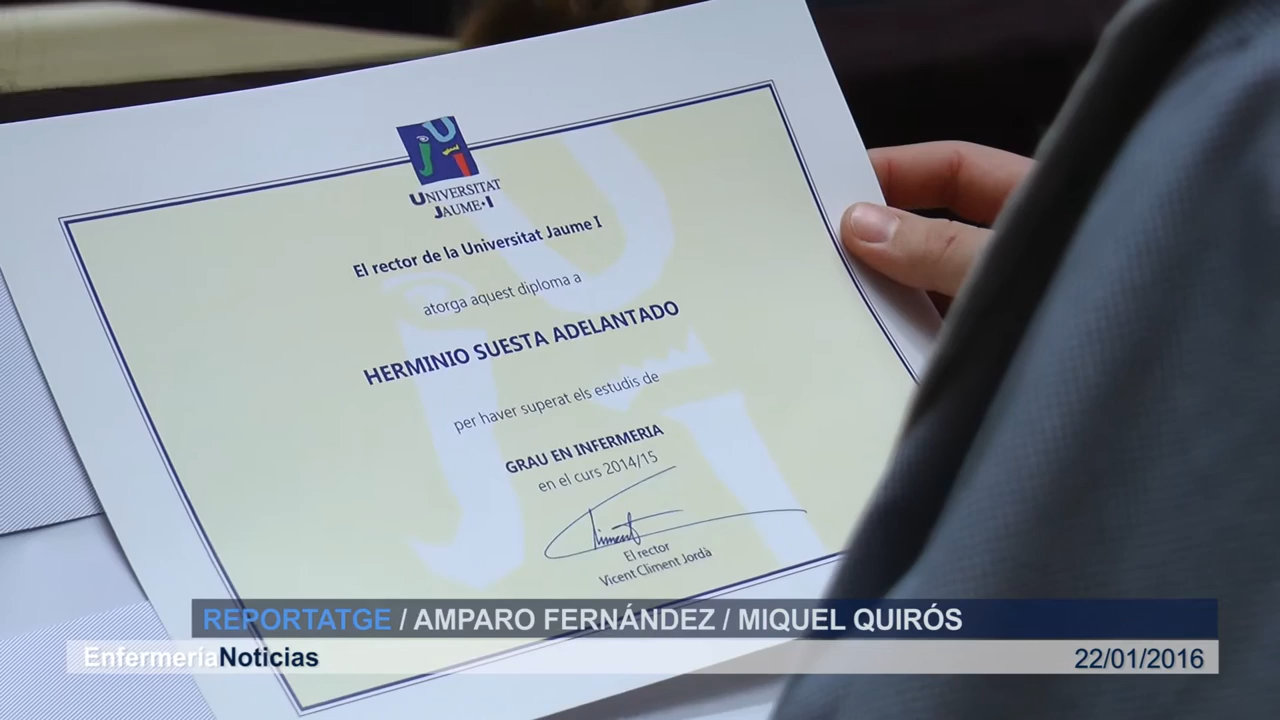 UNIVERSITAT
JAUME·I
El rector de la Universitat Jaume I
atorga aquest diploma a
HERMINIO SUESTA ADELANTADO
per haver superat els estudis de
GRAU EN INFERMERIA
en el curs 2014/15
Climent
El rector
Vicent Climent Jordà
REPORTATGE / AMPARO FERNÁNDEZ / MIQUEL QUIRÓS
EnfermeríaNoticias
22/01/2016